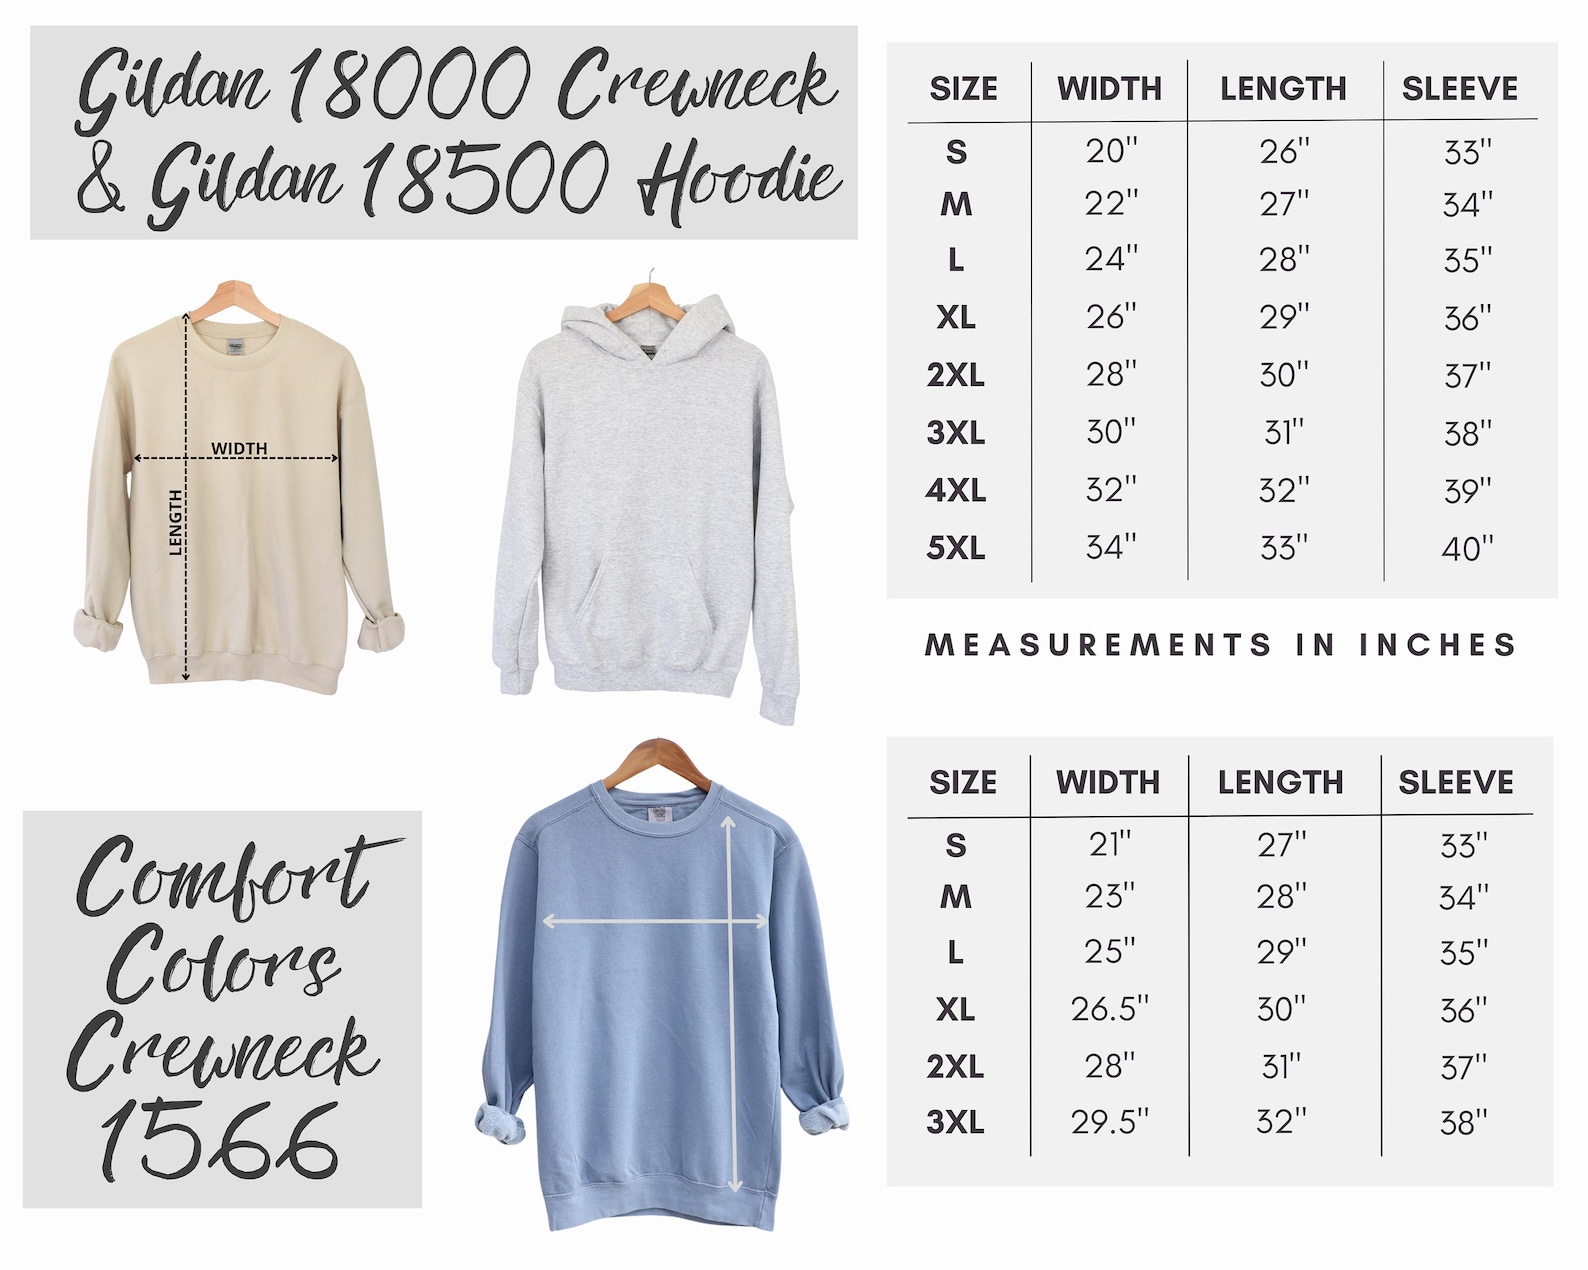 Gildan 18000 Crewneck
& Gildan 18500 Hoodie
SIZE WIDTH LENGTH SLEEVE
S 20" 26" 33"
M 22" 27" 34"
L 24" 28" 35"
XL 26" 29" 36"
2XL 28" 30" 37"
3XL 30" 31" 38"
4XL 32" 32" 39"
5XL 34" 33" 40"
WIDTH
LENGTH
MEASUREMENTS IN INCHES
Comfort
Colors
Crewneck
1566
SIZE WIDTH LENGTH SLEEVE
S 21" 27" 33"
M 23" 28" 34"
L 25" 29" 35"
XL 26.5" 30" 36"
2XL 28" 31" 37"
3XL 29.5" 32" 38"